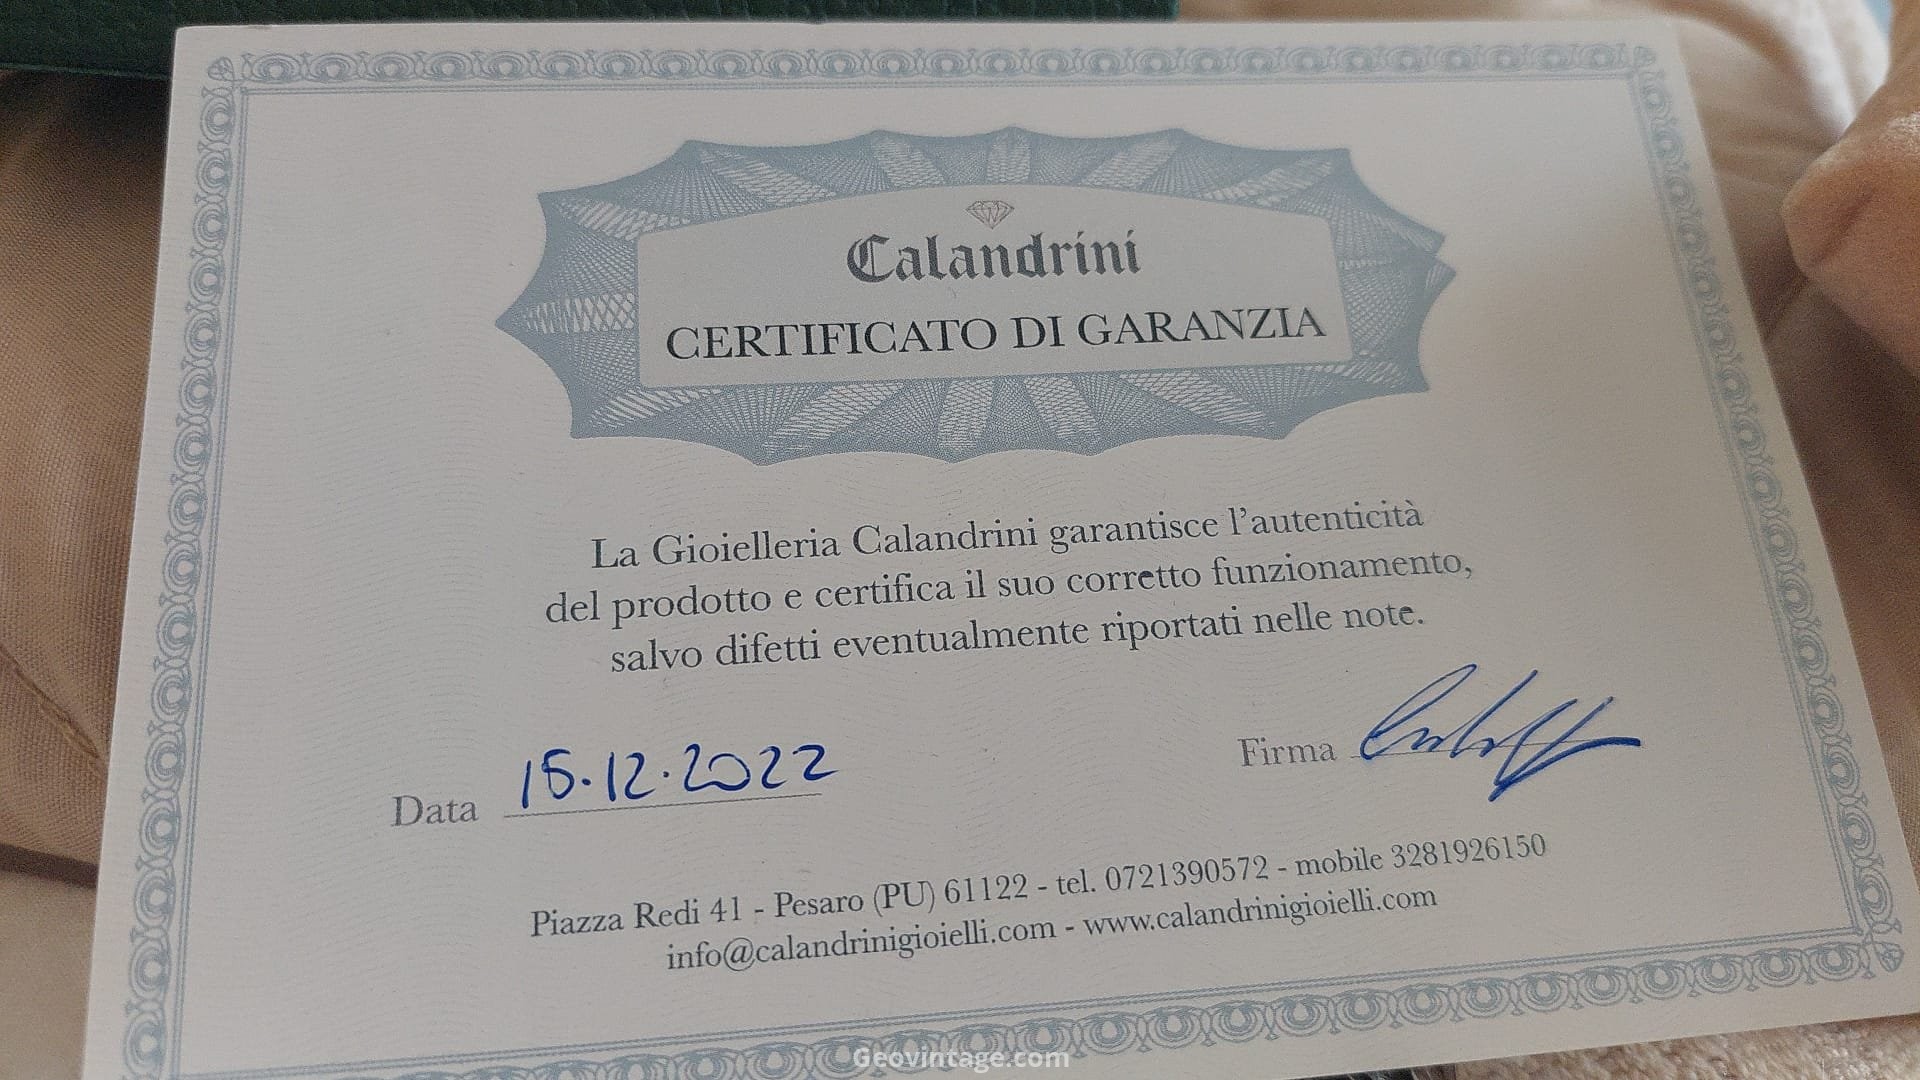 Calandrini
CERTIFICATO DI GARANZIA
La Gioielleria Calandrini garantisce l'autenticità
del prodotto e certifica il suo corretto funzionamento,
salvo difetti eventualmente riportati nelle note.
Data 15.12.2022
Firma
Piazza Redi 41 - Pesaro (PU) 61122 - tel. 0721390572 - mobile 3281926150
info@calandrinigioielli.com - www.calandrinigioielli.com
Geovintage.com